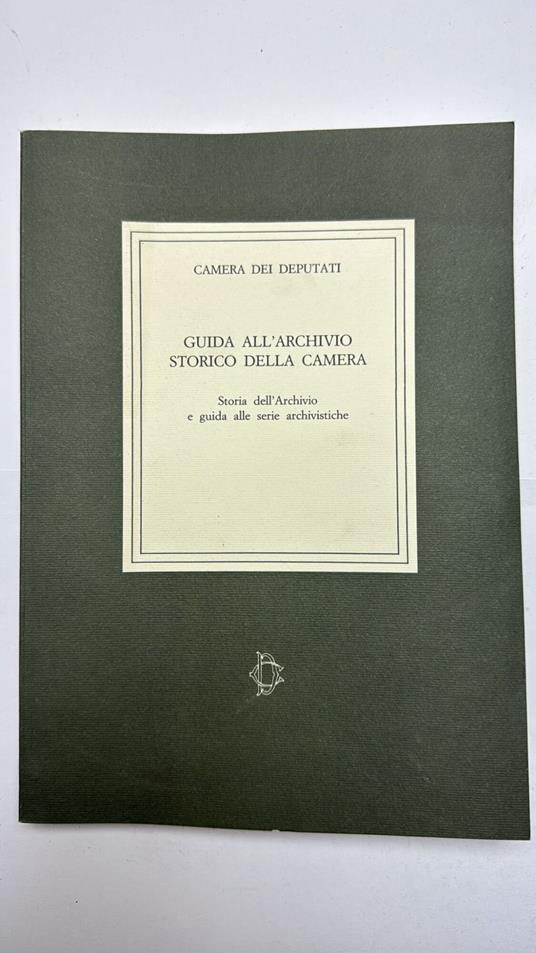 CAMERA DEI DEPUTATI
GUIDA ALL'ARCHIVIO
STORICO DELLA CAMERA
Storia dell'Archivio
e guida alle serie archivistiche